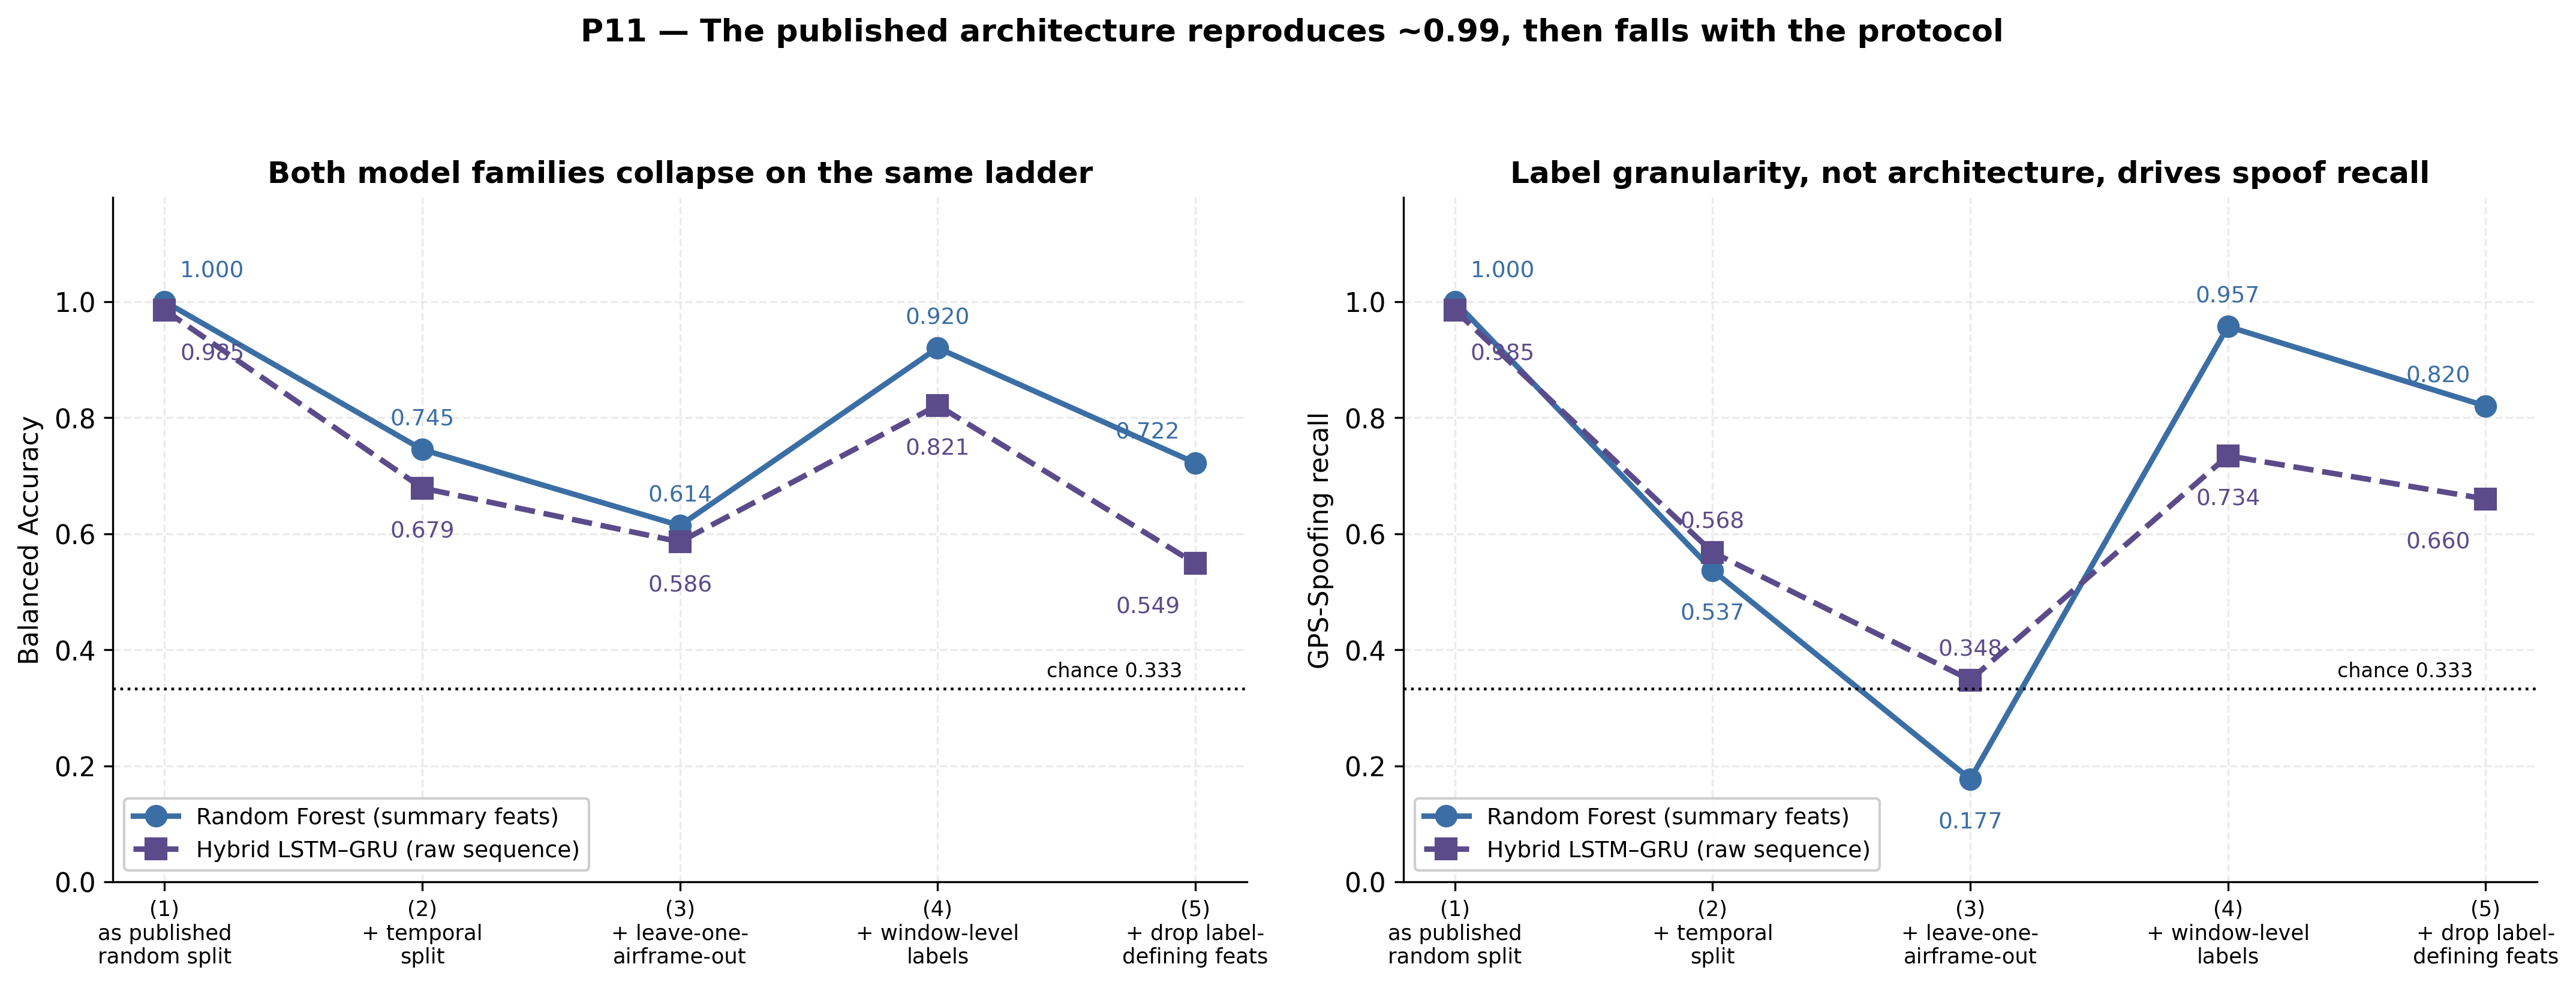 P11 — The published architecture reproduces ~0.99, then falls with the protocol
Both model families collapse on the same ladder
Balanced Accuracy
1.0
0.8
0.6
0.4
0.2
0.0
1.000
0.985
0.745
0.679
0.614
0.586
0.920
0.821
0.722
0.549
chance 0.333
Random Forest (summary feats)
Hybrid LSTM–GRU (raw sequence)
(1)
as published
random split
(2)
+ temporal
split
(3)
+ leave-one-
airframe-out
(4)
+ window-level
labels
(5)
+ drop label-
defining feats
Label granularity, not architecture, drives spoof recall
GPS-Spoofing recall
1.0
0.8
0.6
0.4
0.2
0.0
1.000
0.985
0.568
0.537
0.348
0.177
0.957
0.734
0.820
0.660
chance 0.333
Random Forest (summary feats)
Hybrid LSTM–GRU (raw sequence)
(1)
as published
random split
(2)
+ temporal
split
(3)
+ leave-one-
airframe-out
(4)
+ window-level
labels
(5)
+ drop label-
defining feats